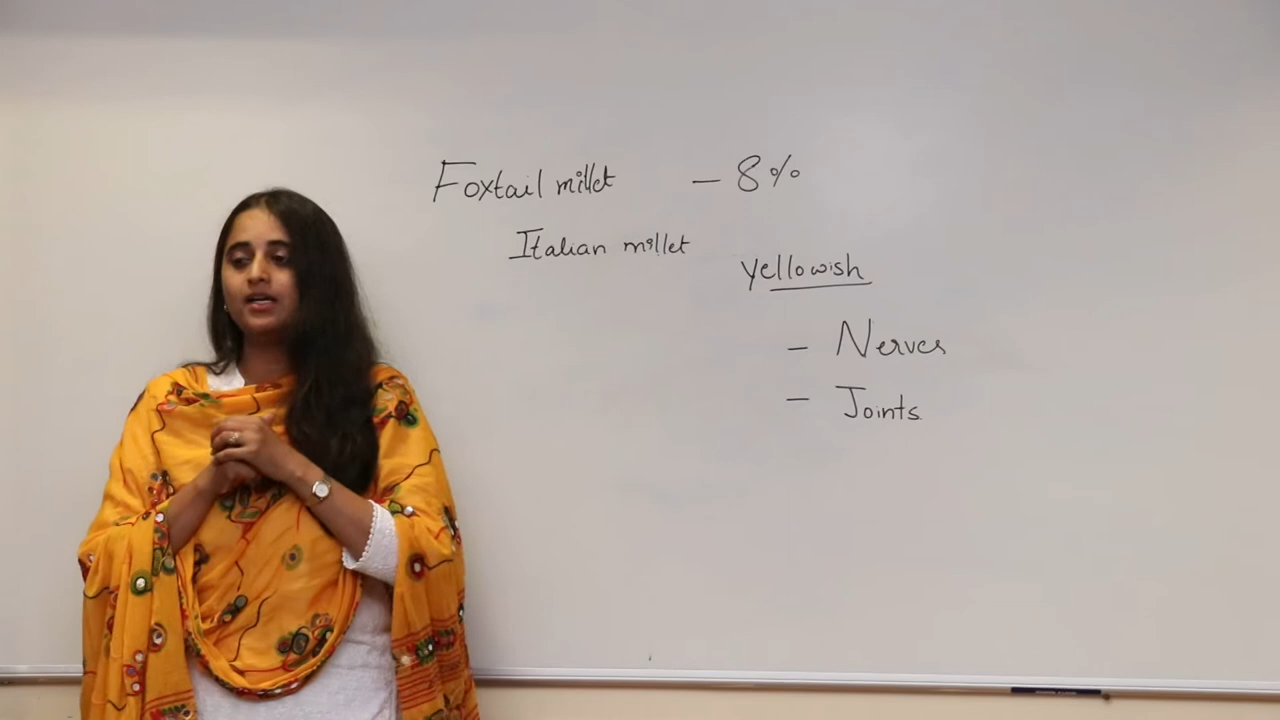 Foxtail millet - 8%
Italian millet
yellowish
- Nerves
- Joints